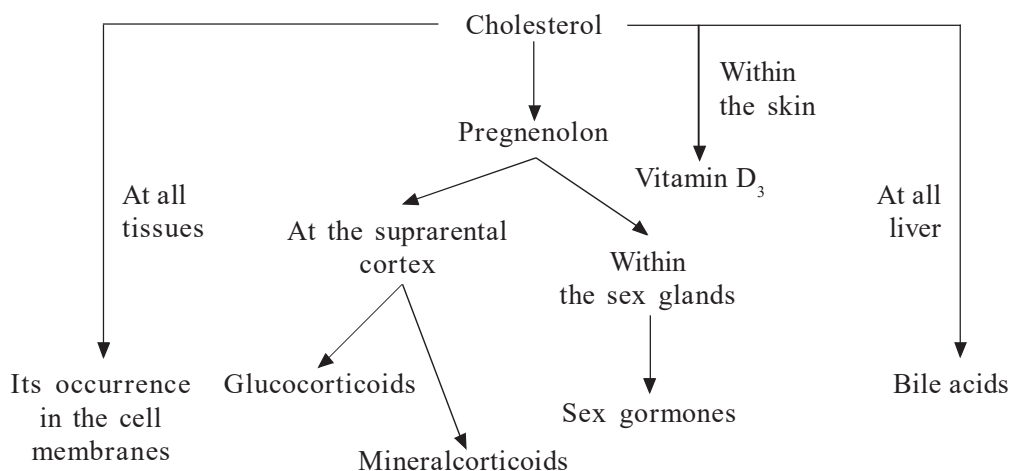 Cholesterol
Within
the skin
Pregnenolon
Vitamin D3
At all
tissues
At all
liver
At the suprarental
cortex
Within
the sex glands
Its occurrence
in the cell
membranes
Glucocorticoids
Bile acids
Sex gormones
Mineralcorticoids